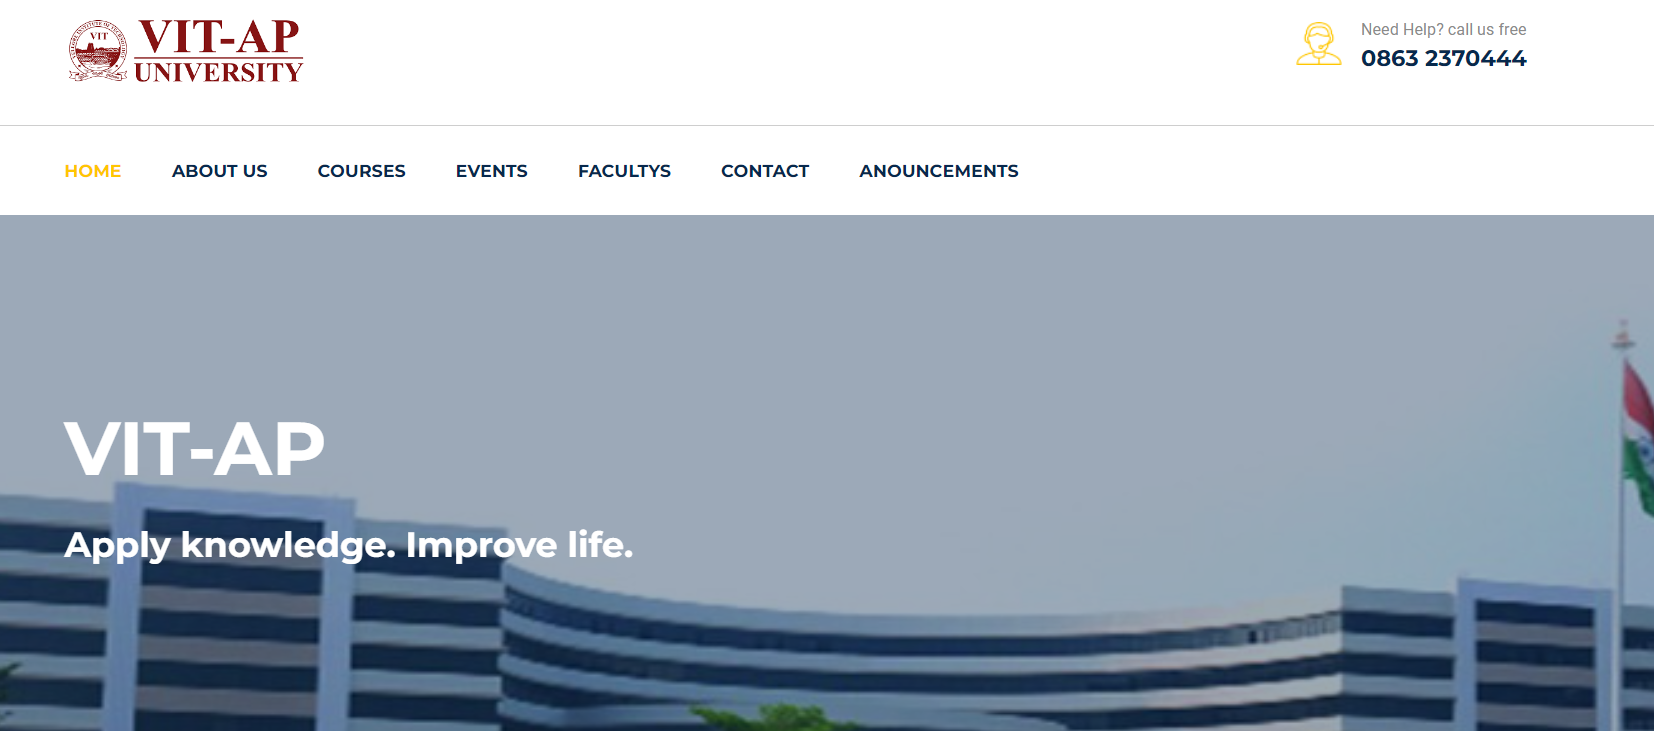 VIT
VIT-AP
UNIVERSITY
Need Help? call us free
0863 2370444
HOME ABOUT US COURSES EVENTS FACULTYS CONTACT ANOUNCEMENTS
VIT-AP
Apply knowledge. Improve life.